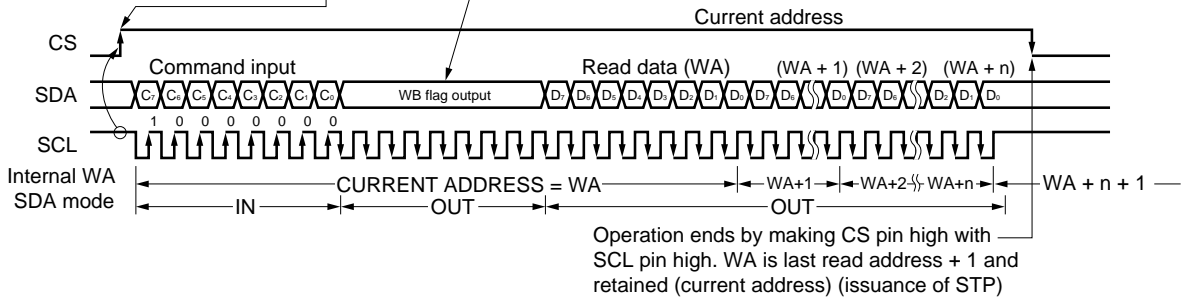 Current address
CS
Command input Read data (WA) (WA + 1) (WA + 2) (WA + n)
SDA C7 C6 C5 C4 C3 C2 C1 C0 WB flag output D7 D6 D5 D4 D3 D2 D1 D0 D7 D6 D0 D7 D6 D2 D1 D0
1 0 0 0 0 0 0 0
SCL
Internal WA CURRENT ADDRESS = WA WA+1 WA+2 WA+n WA + n + 1
SDA mode IN OUT OUT
Operation ends by making CS pin high with
SCL pin high. WA is last read address + 1 and
retained (current address) (issuance of STP)